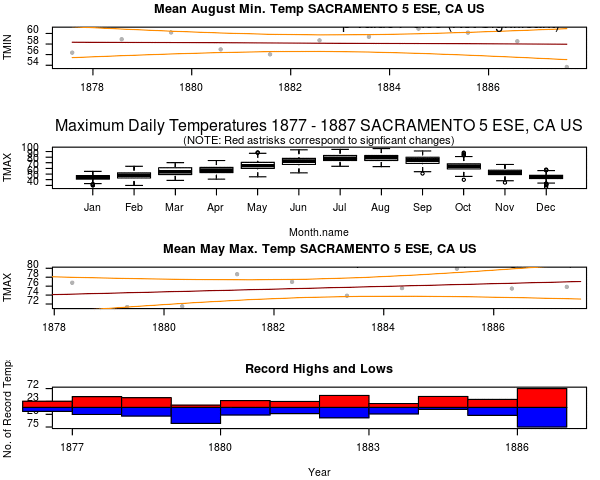 Mean August Min. Temp SACRAMENTO 5 ESE, CA US
TMIN
60
58
56
54
1878 1880 1882 1884 1886
Maximum Daily Temperatures 1877 - 1887 SACRAMENTO 5 ESE, CA US
(NOTE: Red astrisks correspond to signficant changes)
TMAX
100
90
80
70
60
50
40
Jan Feb Mar Apr May Jun Jul Aug Sep Oct Nov Dec
Month.name
Mean May Max. Temp SACRAMENTO 5 ESE, CA US
TMAX
80
78
76
74
72
1878 1880 1882 1884 1886
Record Highs and Lows
No. of Record Temps
72
23
75
1877 1880 1883 1886
Year